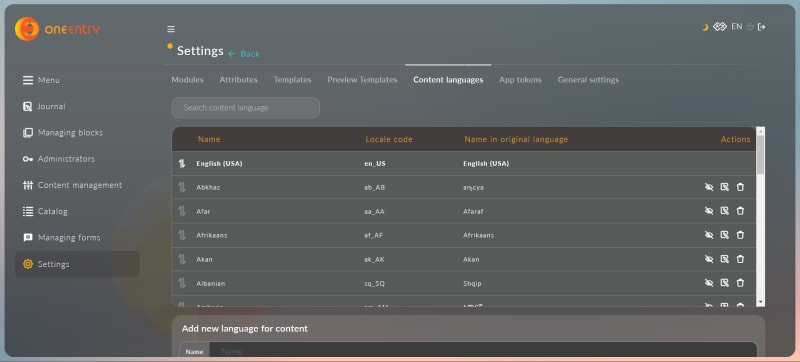 oneentry
EN
Settings
Back
Menu
Journal
Managing blocks
Administrators
Content management
Catalog
Managing forms
Settings
Modules Attributes Templates Preview Templates Content languages App tokens General settings
Search content language
Name Locale code Name in original language Actions
English (USA) en_US English (USA)
Abkhaz ab_AB аҧсуа
Afar aa_AA Afaraf
Afrikaans af_AF Afrikaans
Akan ak_AK Akan
Albanian sq_SQ Shqip
Add new language for content
Name Name